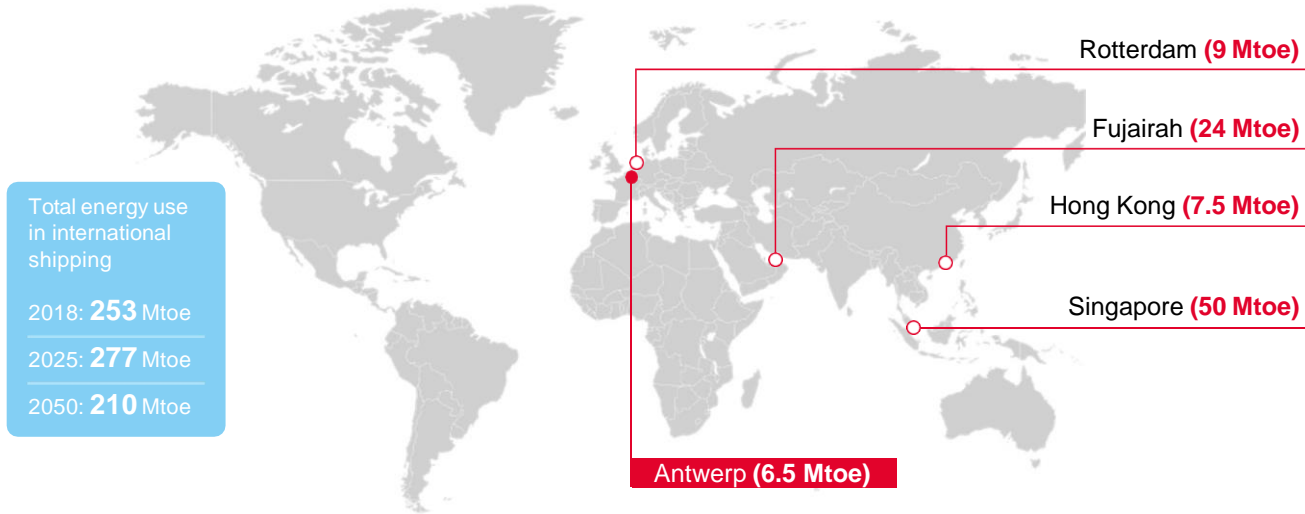 Rotterdam (9 Mtoe)
Fujairah (24 Mtoe)
Hong Kong (7.5 Mtoe)
Singapore (50 Mtoe)
Total energy use
in international
shipping
2018: 253 Mtoe
2025: 277 Mtoe
2050: 210 Mtoe
Antwerp (6.5 Mtoe)